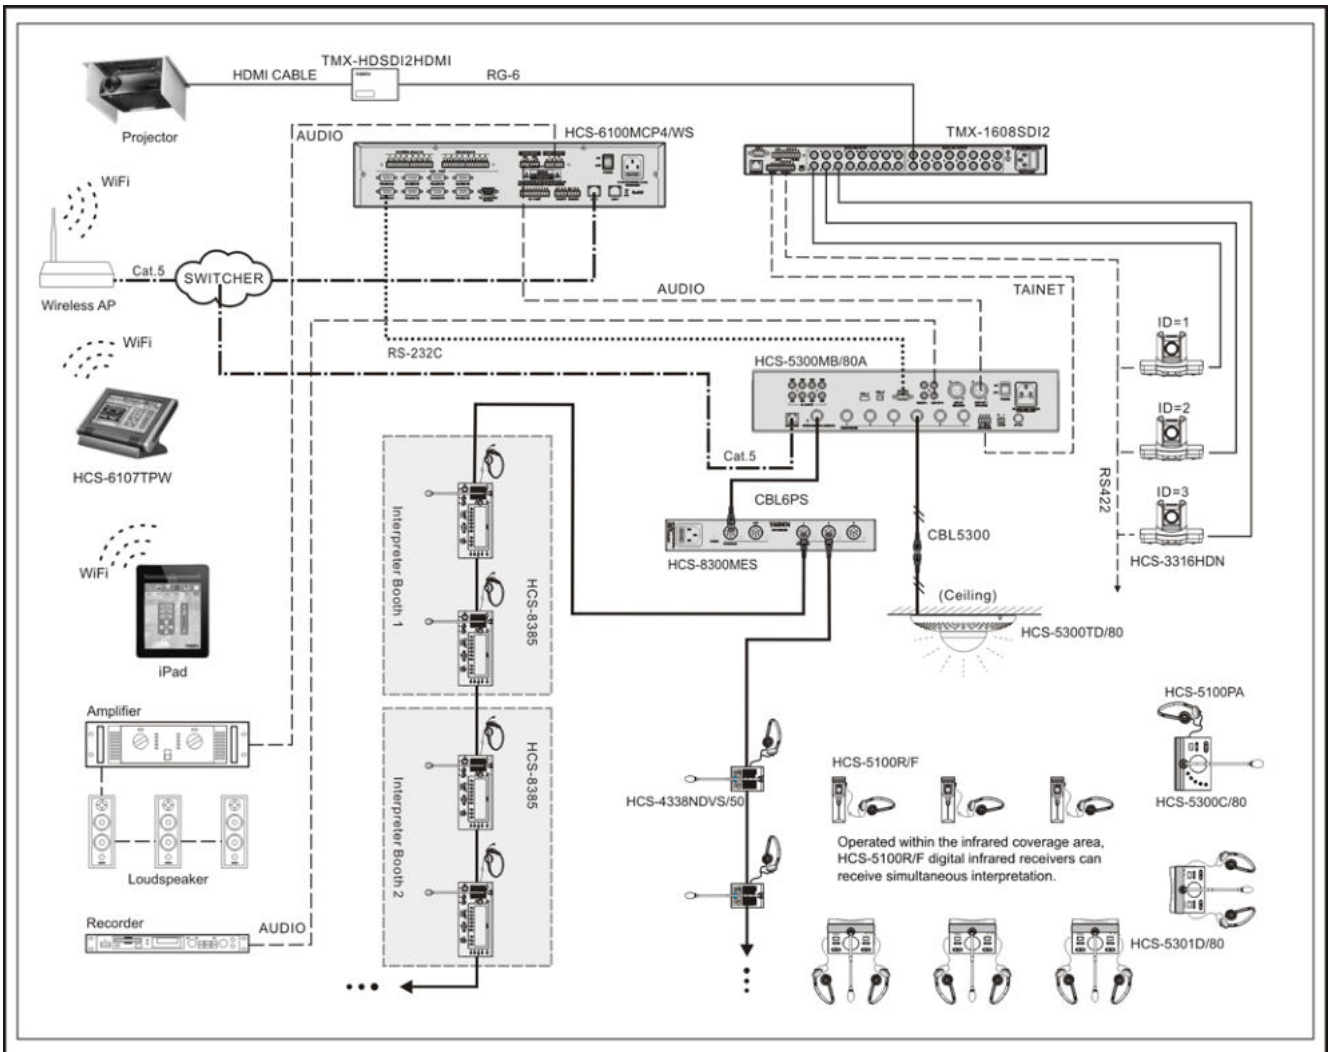 TMX-HDSDI2HDMI
HDMI CABLE
RG-6
Projector
AUDIO
HCS-6100MCP4/WS
TMX-1608SDI2
WiFi
Cat.5
SWITCHER
Wireless AP
AUDIO
TAINET
WiFi
RS-232C
HCS-5300MB/80A
ID=1
ID=2
ID=3
RS422
HCS-3316HDN
HCS-6107TPW
Cat.5
CBL6PS
TAIDEN
HCS-8300MES
CBL5300
(Ceiling)
HCS-5300TD/80
Interpreter Booth 1
HCS-8385
WiFi
iPad
Interpreter Booth 2
HCS-8385
Amplifier
Loudspeaker
Recorder
AUDIO
HCS-4338NDVS/50
HCS-5100PA
HCS-5100R/F
HCS-5300C/80
Operated within the infrared coverage area,
HCS-5100R/F digital infrared receivers can
receive simultaneous interpretation.
HCS-5301D/80